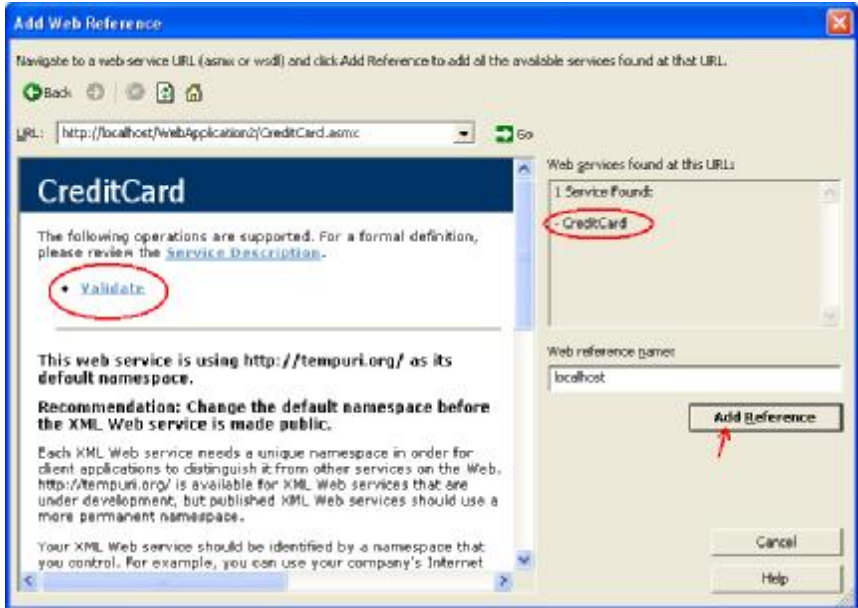 Add Web Reference
Navigate to a web service URL (asmx or wsdl) and click Add Reference to add all the available services found at that URL.
Back
URL: http://localhost/WebApplication2/CreditCard.asmx Go
CreditCard
The following operations are supported. For a formal definition,
please review the Service Description.
• Validate
This web service is using http://tempuri.org/ as its
default namespace.
Recommendation: Change the default namespace before
the XML Web service is made public.
Each XML Web service needs a unique namespace in order for
client applications to distinguish it from other services on the Web.
http://tempuri.org/ is available for XML Web services that are
under development, but published XML Web services should use a
more permanent namespace.
Your XML Web service should be identified by a namespace that
you control. For example, you can use your company's Internet
Web services found at this URL:
1 Service Found:
- CreditCard
Web reference name:
localhost
Add Reference
Cancel
Help